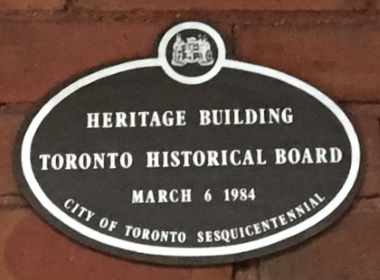 HERITAGE BUILDING
TORONTO HISTORICAL BOARD
MARCH 6 1984
CITY OF TORONTO SESQUICENTENNIAL